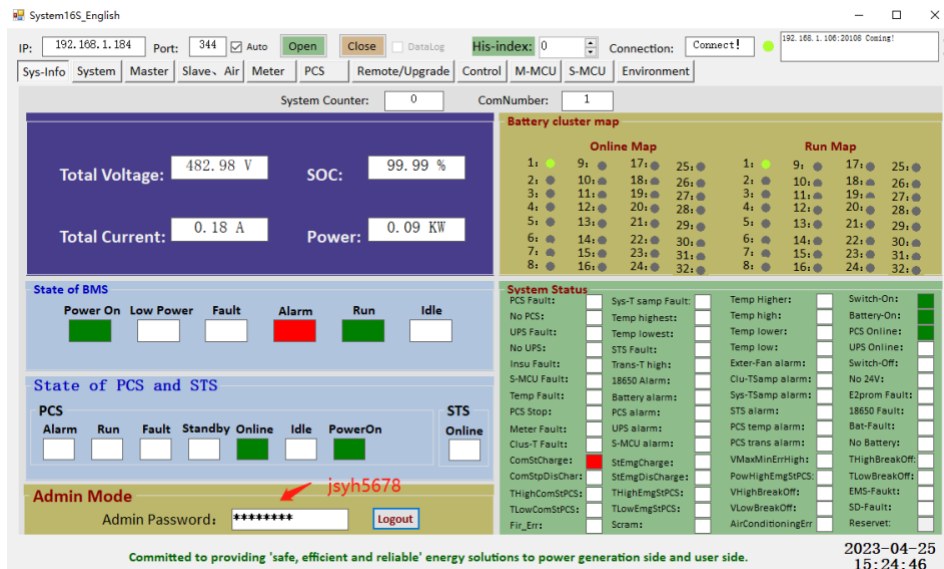 System16S_English
IP: 192.168.1.184 Port: 344 Auto Open Close DataLog His-index: 0 Connection: Connect! 192.168.1.106:20108 Coming!
Sys-Info System Master Slave、Air Meter PCS Remote/Upgrade Control M-MCU S-MCU Environment
System Counter: 0 ComNumber: 1
Total Voltage: 482.98 V SOC: 99.99 %
Total Current: 0.18 A Power: 0.09 KW
Battery cluster map
Online Map Run Map
1: 9: 17: 25: 1: 9: 17: 25:
2: 10: 18: 26: 2: 10: 18: 26:
3: 11: 19: 27: 3: 11: 19: 27:
4: 12: 20: 28: 4: 12: 20: 28:
5: 13: 21: 29: 5: 13: 21: 29:
6: 14: 22: 30: 6: 14: 22: 30:
7: 15: 23: 31: 7: 15: 23: 31:
8: 16: 24: 32: 8: 16: 24: 32:
State of BMS
Power On Low Power Fault Alarm Run Idle
State of PCS and STS
PCS STS
Alarm Run Fault Standby Online Idle PowerOn Online
Admin Mode
jsyh5678
Admin Password: ******** Logout
System Status
PCS Fault: Sys-T samp Fault: Temp Higher: Switch-On:
No PCS: Temp highest: Temp high: Battery-On:
UPS Fault: Temp lowest: Temp lower: PCS Online:
No UPS: STS Fault: Temp low: UPS Online:
Insu Fault: Trans-T high: Exter-Fan alarm: Switch-Off:
S-MCU Fault: 18650 Alarm: Clu-TSamp alarm: No 24V:
Temp Fault: Battery alarm: Sys-TSamp alarm: E2prom Fault:
PCS Stop: PCS alarm: STS alarm: 18650 Fault:
Meter Fault: UPS alarm: PCS temp alarm: Bat-Fault:
Clus-T Fault: S-MCU alarm: PCS trans alarm: No Battery:
ComStCharge: StEmgCharge: VMaxMinErrHigh: THighBreakOff:
ComStpDisChar: StEmgDisCharge: PowHighEmgStPCS: TLowBreakOff:
THighComStPCS: THighEmgStPCS: VHighBreakOff: EMS-Faukt:
TLowComStPCS: TLowEmgStPCS: VLowBreakOff: SD-Fault:
Fir_Err: Scram: AirConditioningErr Reservet:
Committed to providing 'safe, efficient and reliable' energy solutions to power generation side and user side.
2023-04-25
15:24:46